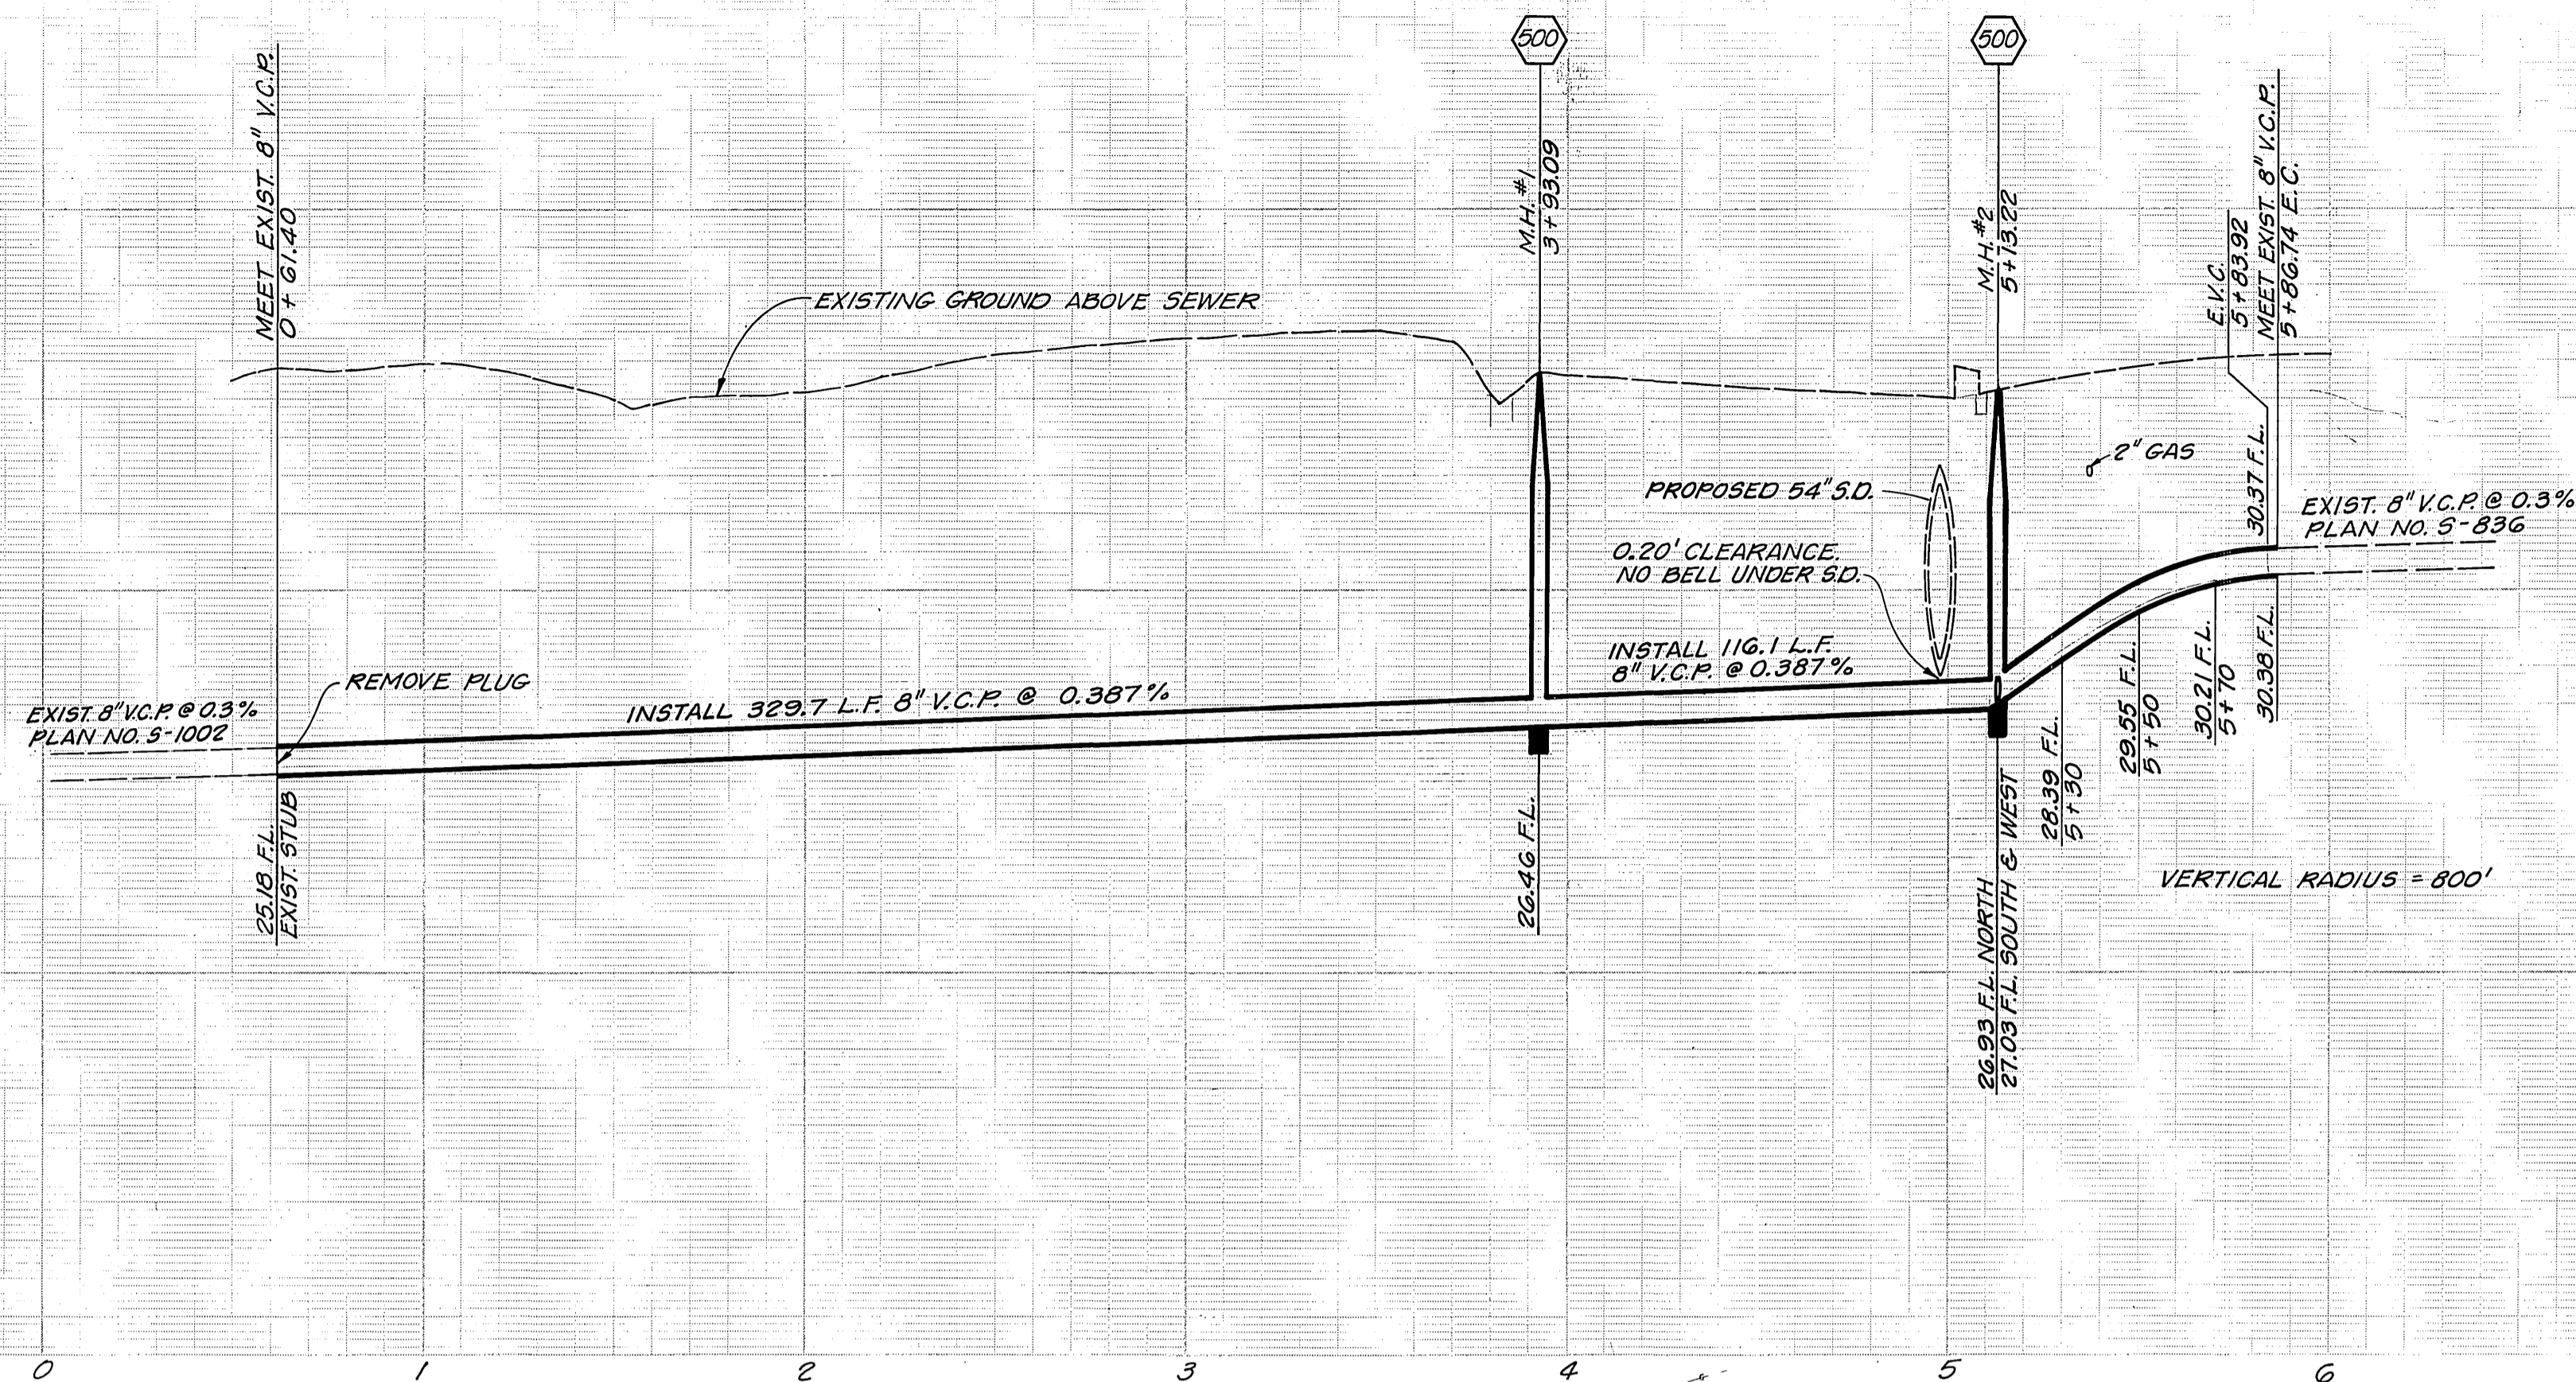 500
500
MEET EXIST. 8" V.C.P.
0 + 61.40
M.H. #1
3 + 93.09
M.H. #2
5 + 13.22
E.V.C.
5 + 83.92
MEET EXIST. 8" V.C.P.
5 + 86.74 E.C.
EXISTING GROUND ABOVE SEWER
2" GAS
PROPOSED 54" S.D.
0.20' CLEARANCE.
NO BELL UNDER S.D.
30.37 F.L.
EXIST. 8" V.C.P. @ 0.3%
PLAN NO. S-836
INSTALL 116.1 L.F.
8" V.C.P. @ 0.387%
REMOVE PLUG
INSTALL 329.7 L.F. 8" V.C.P. @ 0.387%
EXIST. 8" V.C.P. @ 0.3%
PLAN NO. S-1002
25.18 F.L.
EXIST. STUB
26.46 F.L.
26.93 F.L. NORTH
27.03 F.L. SOUTH & WEST
28.39 F.L.
5 + 30
29.55 F.L.
5 + 50
30.21 F.L.
5 + 70
30.38 F.L.
VERTICAL RADIUS = 800'
0 1 2 3 4 5 6